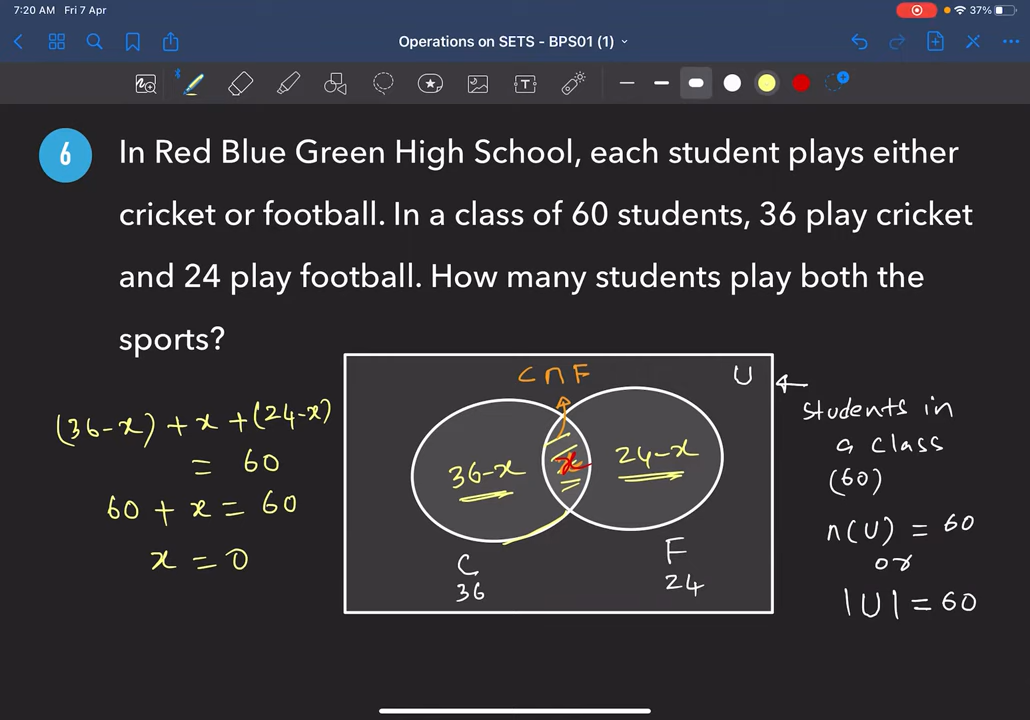 7:20 AM Fri 7 Apr
37%
Operations on SETS - BPS01 (1)
6
In Red Blue Green High School, each student plays either
cricket or football. In a class of 60 students, 36 play cricket
and 24 play football. How many students play both the
sports?
C ∩ F
U
(36-x) + x + (24-x)
= 60
60 + x = 60
x = 0
36-x
x
24-x
C
36
F
24
Students in
a class
(60)
n(U) = 60
or
|U| = 60